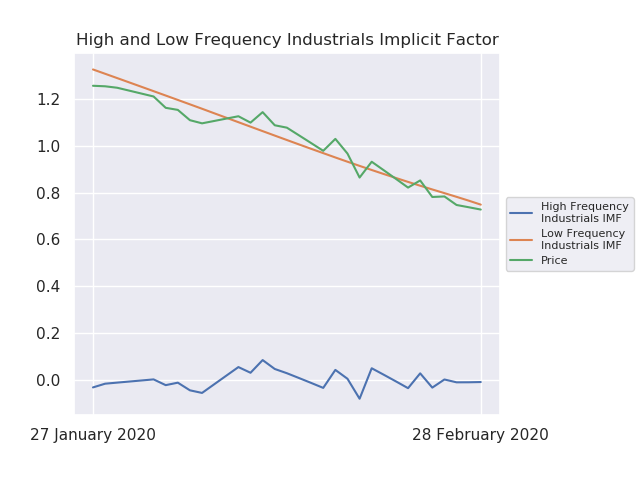 High and Low Frequency Industrials Implicit Factor
1.2
1.0
0.8
0.6
0.4
0.2
0.0
27 January 2020
28 February 2020
High Frequency
Industrials IMF
Low Frequency
Industrials IMF
Price